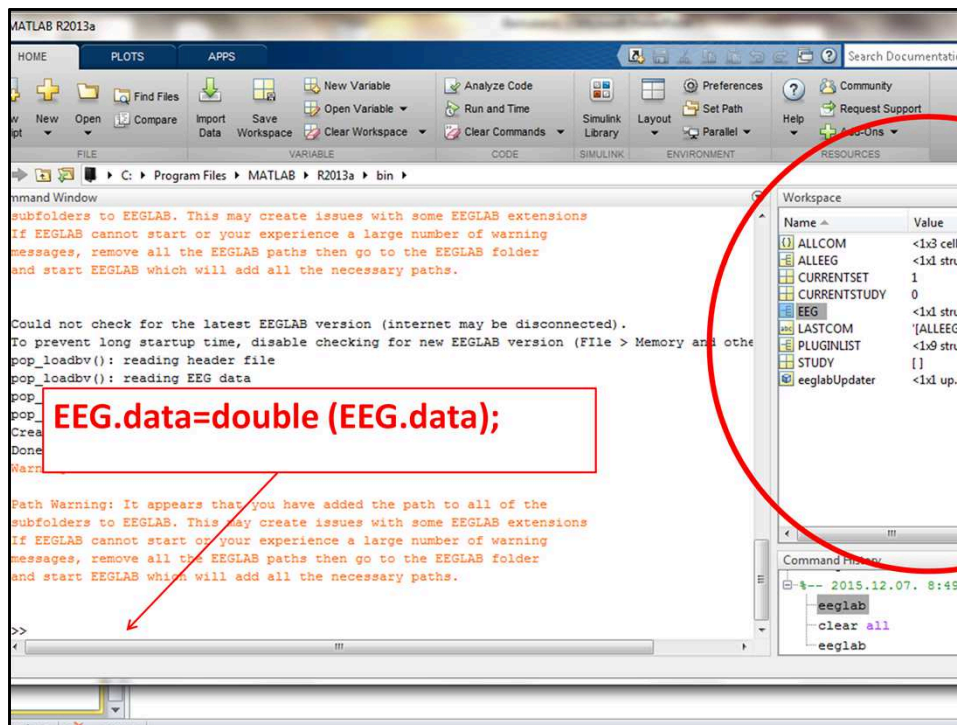 MATLAB R2013a
HOME PLOTS APPS
Search Documentati
New Open Find Files Compare Import Data Save Workspace New Variable Open Variable Clear Workspace Analyze Code Run and Time Clear Commands Simulink Library Layout Preferences Set Path Parallel Help Community Request Support Add-Ons
FILE VARIABLE CODE SIMULINK ENVIRONMENT RESOURCES
C: Program Files MATLAB R2013a bin
mmand Window
subfolders to EEGLAB. This may create issues with some EEGLAB extensions
If EEGLAB cannot start or your experience a large number of warning
messages, remove all the EEGLAB paths then go to the EEGLAB folder
and start EEGLAB which will add all the necessary paths.
Could not check for the latest EEGLAB version (internet may be disconnected).
To prevent long startup time, disable checking for new EEGLAB version (FIle > Memory and othe
pop_loadbv(): reading header file
pop_loadbv(): reading EEG data
pop_
pop_
Crea
Done
Warn
EEG.data=double (EEG.data);
Path Warning: It appears that you have added the path to all of the
subfolders to EEGLAB. This may create issues with some EEGLAB extensions
If EEGLAB cannot start or your experience a large number of warning
messages, remove all the EEGLAB paths then go to the EEGLAB folder
and start EEGLAB which will add all the necessary paths.
>>
Workspace
Name Value
ALLCOM <1x3 cell
ALLEEG <1x1 stru
CURRENTSET 1
CURRENTSTUDY 0
EEG <1x1 stru
LASTCOM '[ALLEEG
PLUGINLIST <1x9 stru
STUDY [ ]
eeglabUpdater <1x1 up.
Command History
%-- 2015.12.07. 8:49
eeglab
clear all
eeglab